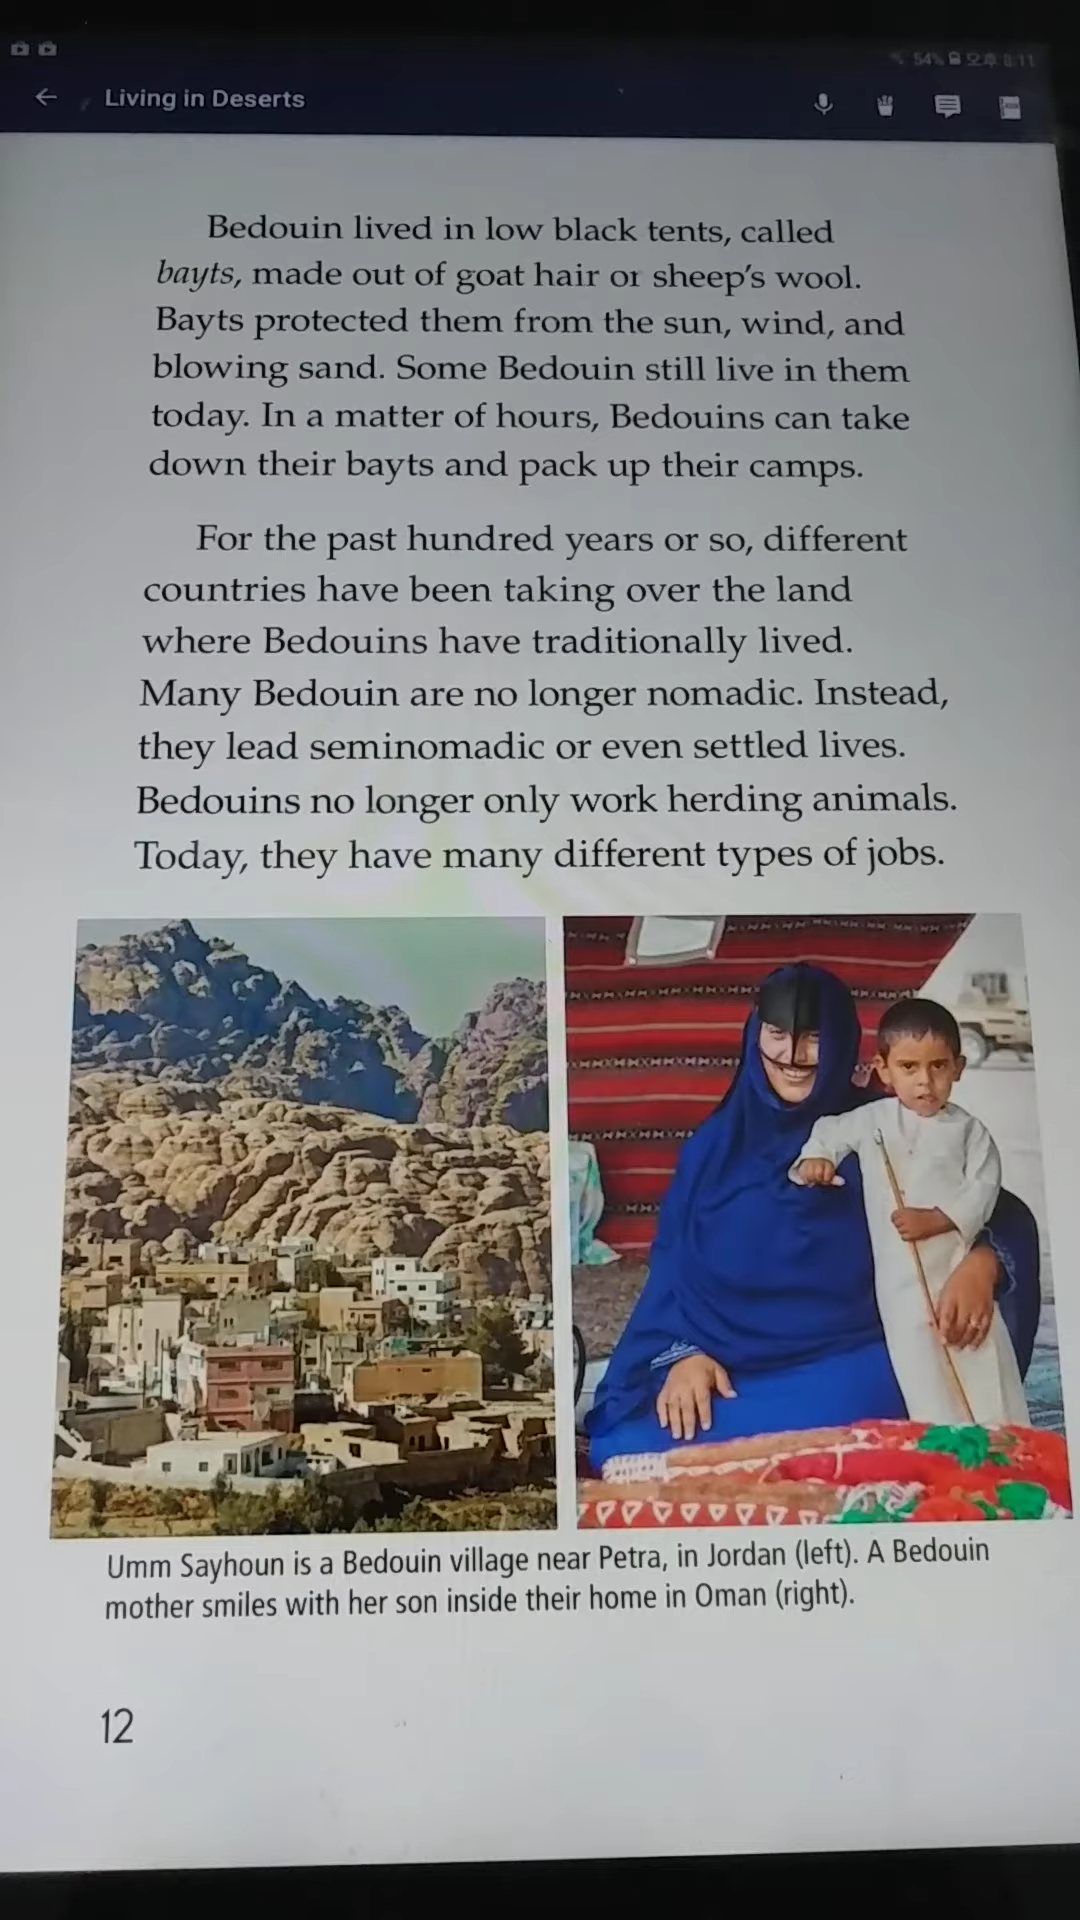 54% 오후 8:11
Living in Deserts
Bedouin lived in low black tents, called
bayts, made out of goat hair or sheep's wool.
Bayts protected them from the sun, wind, and
blowing sand. Some Bedouin still live in them
today. In a matter of hours, Bedouins can take
down their bayts and pack up their camps.
For the past hundred years or so, different
countries have been taking over the land
where Bedouins have traditionally lived.
Many Bedouin are no longer nomadic. Instead,
they lead seminomadic or even settled lives.
Bedouins no longer only work herding animals.
Today, they have many different types of jobs.
Umm Sayhoun is a Bedouin village near Petra, in Jordan (left). A Bedouin
mother smiles with her son inside their home in Oman (right).
12